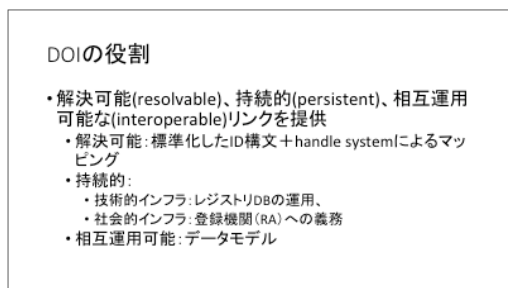 DOIの役割
• 解決可能(resolvable)、持続的(persistent)、相互運用
可能な(interoperable)リンクを提供
• 解決可能：標準化したID構文＋handle systemによるマッ
ピング
• 持続的：
• 技術的インフラ：レジストリDBの運用、
• 社会的インフラ：登録機関（RA）への義務
• 相互運用可能：データモデル